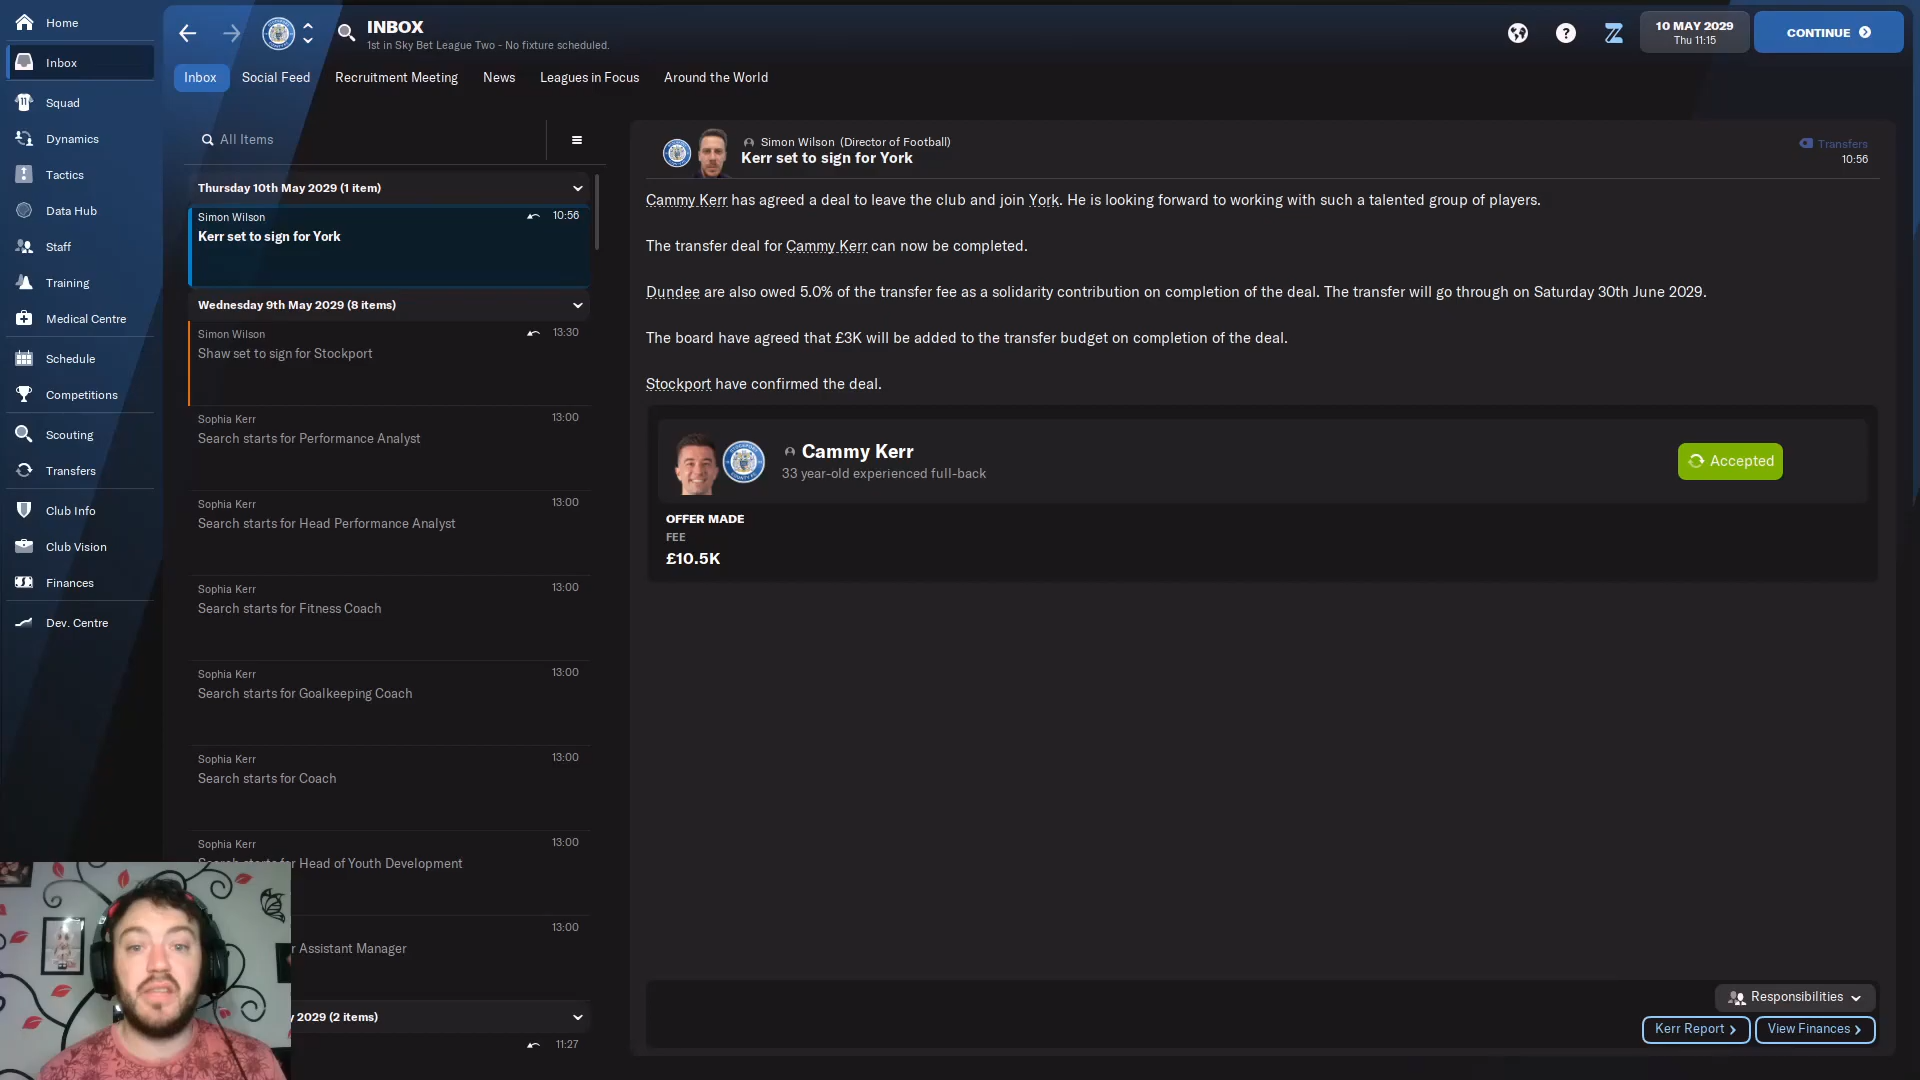 Home
Inbox
Squad
Dynamics
Tactics
Data Hub
Staff
Training
Medical Centre
Schedule
Competitions
Scouting
Transfers
Club Info
Club Vision
Finances
Dev. Centre
INBOX
1st in Sky Bet League Two - No fixture scheduled.
10 MAY 2029
Thu 11:15
CONTINUE
Inbox
Social Feed
Recruitment Meeting
News
Leagues in Focus
Around the World
All Items
Thursday 10th May 2029 (1 item)
Simon Wilson
10:56
Kerr set to sign for York
Wednesday 9th May 2029 (8 items)
Simon Wilson
13:30
Shaw set to sign for Stockport
Sophia Kerr
13:00
Search starts for Performance Analyst
Sophia Kerr
13:00
Search starts for Head Performance Analyst
Sophia Kerr
13:00
Search starts for Fitness Coach
Sophia Kerr
13:00
Search starts for Goalkeeping Coach
Sophia Kerr
13:00
Search starts for Coach
Sophia Kerr
13:00
Head of Youth Development
13:00
r Assistant Manager
2029 (2 items)
11:27
Simon Wilson (Director of Football)
Kerr set to sign for York
Transfers
10:56
Cammy Kerr has agreed a deal to leave the club and join York. He is looking forward to working with such a talented group of players.
The transfer deal for Cammy Kerr can now be completed.
Dundee are also owed 5.0% of the transfer fee as a solidarity contribution on completion of the deal. The transfer will go through on Saturday 30th June 2029.
The board have agreed that £3K will be added to the transfer budget on completion of the deal.
Stockport have confirmed the deal.
Cammy Kerr
33 year-old experienced full-back
Accepted
OFFER MADE
FEE
£10.5K
Responsibilities
Kerr Report
View Finances